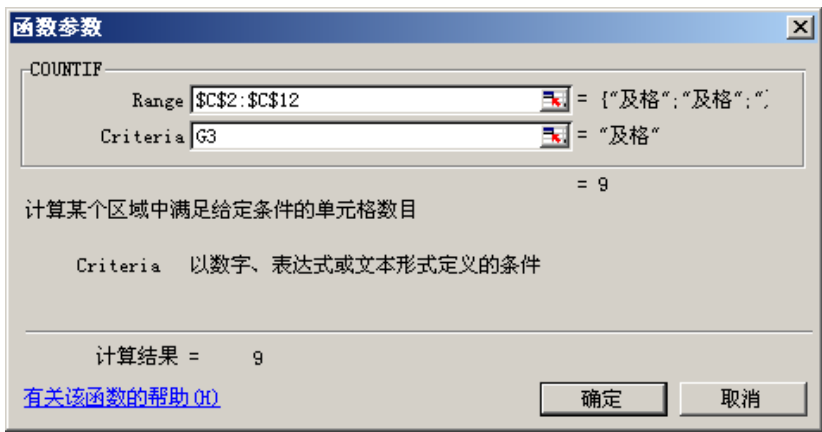 函数参数
COUNTIF
Range $C$2:$C$12 = {"及格";"及格";"
Criteria G3 = "及格"
= 9
计算某个区域中满足给定条件的单元格数目
Criteria 以数字、表达式或文本形式定义的条件
计算结果 = 9
有关该函数的帮助(H) 确定 取消